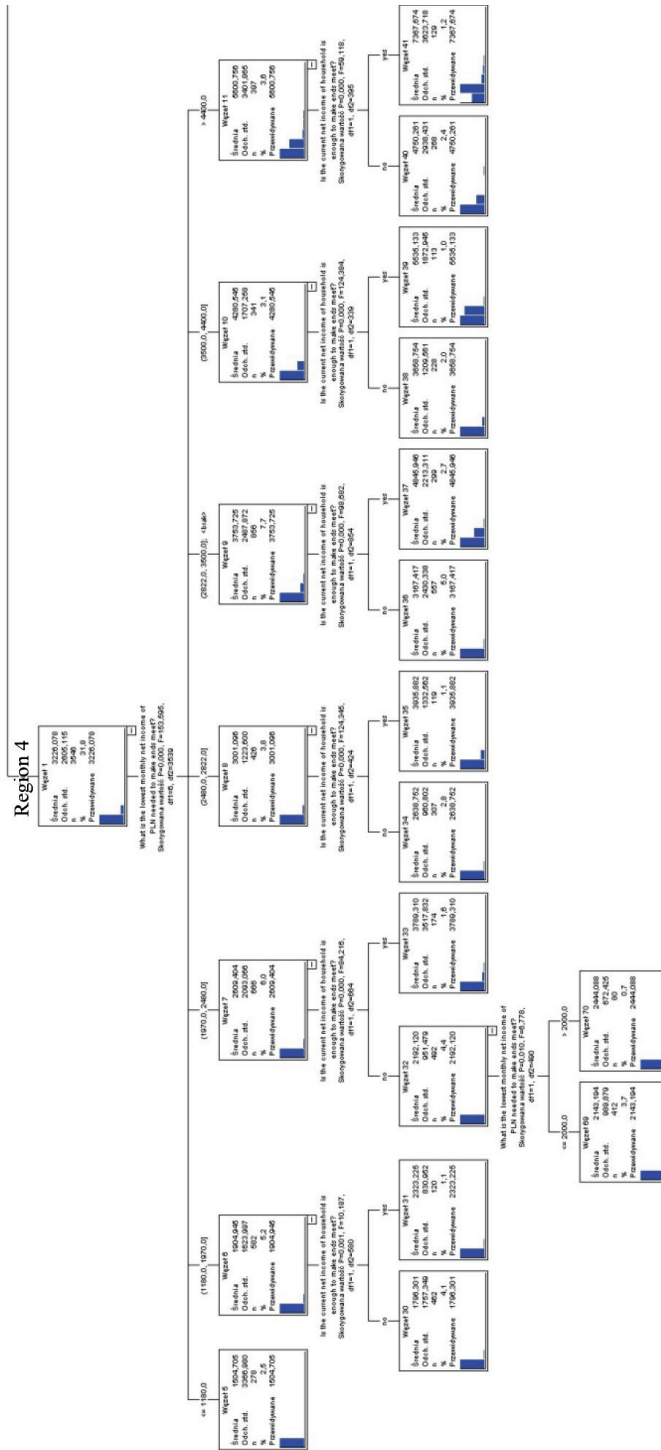 Region 4
Węzeł 1
Średnia 3226,078
Odch. std. 2605,115
n 3546
% 31,8
Przewidywane 3226,078
What is the lowest monthly net income of
PLN needed to make ends meet?
Skorygowana wartość P=0,000, F=153,595,
df1=6, df2=3539
<= 1180,0
(1180,0, 1970,0]
(1970,0, 2480,0]
(2480,0, 2822,0]
(2822,0, 3500,0]; <brak>
(3500,0, 4400,0]
> 4400,0
Węzeł 5
Średnia 1504,705
Odch. std. 3366,980
n 278
% 2,5
Przewidywane 1504,705
Węzeł 6
Średnia 1904,945
Odch. std. 1623,997
n 582
% 5,2
Przewidywane 1904,945
Węzeł 7
Średnia 2609,404
Odch. std. 2093,066
n 666
% 6,0
Przewidywane 2609,404
Węzeł 8
Średnia 3001,096
Odch. std. 1223,600
n 426
% 3,8
Przewidywane 3001,096
Węzeł 9
Średnia 3753,725
Odch. std. 2487,872
n 856
% 7,7
Przewidywane 3753,725
Węzeł 10
Średnia 4280,545
Odch. std. 1707,258
n 341
% 3,1
Przewidywane 4280,545
Węzeł 11
Średnia 5600,756
Odch. std. 3401,865
n 397
% 3,6
Przewidywane 5600,756
Is the current net income of household is
enough to make ends meet?
Skorygowana wartość P=0,001, F=10,187,
df1=1, df2=580
Is the current net income of household is
enough to make ends meet?
Skorygowana wartość P=0,000, F=84,216,
df1=1, df2=664
Is the current net income of household is
enough to make ends meet?
Skorygowana wartość P=0,000, F=124,345,
df1=1, df2=424
Is the current net income of household is
enough to make ends meet?
Skorygowana wartość P=0,000, F=98,682,
df1=1, df2=854
Is the current net income of household is
enough to make ends meet?
Skorygowana wartość P=0,000, F=124,384,
df1=1, df2=339
Is the current net income of household is
enough to make ends meet?
Skorygowana wartość P=0,000, F=59,118,
df1=1, df2=395
no
yes
no
yes
no
yes
no
yes
no
yes
no
yes
Węzeł 30
Średnia 1796,301
Odch. std. 1757,349
n 462
% 4,1
Przewidywane 1796,301
Węzeł 31
Średnia 2323,225
Odch. std. 830,952
n 120
% 1,1
Przewidywane 2323,225
Węzeł 32
Średnia 2192,120
Odch. std. 951,479
n 492
% 4,4
Przewidywane 2192,120
Węzeł 33
Średnia 3789,310
Odch. std. 3517,832
n 174
% 1,6
Przewidywane 3789,310
Węzeł 34
Średnia 2638,752
Odch. std. 960,802
n 307
% 2,8
Przewidywane 2638,752
Węzeł 35
Średnia 3935,882
Odch. std. 1332,562
n 119
% 1,1
Przewidywane 3935,882
Węzeł 36
Średnia 3167,417
Odch. std. 2430,338
n 557
% 5,0
Przewidywane 3167,417
Węzeł 37
Średnia 4845,946
Odch. std. 2213,311
n 299
% 2,7
Przewidywane 4845,946
Węzeł 38
Średnia 3658,754
Odch. std. 1209,561
n 228
% 2,0
Przewidywane 3658,754
Węzeł 39
Średnia 5535,133
Odch. std. 1872,945
n 113
% 1,0
Przewidywane 5535,133
Węzeł 40
Średnia 4750,261
Odch. std. 2938,431
n 268
% 2,4
Przewidywane 4750,261
Węzeł 41
Średnia 7367,674
Odch. std. 3623,718
n 129
% 1,2
Przewidywane 7367,674
What is the lowest monthly net income of
PLN needed to make ends meet?
Skorygowana wartość P=0,010, F=6,778,
df1=1, df2=490
<= 2000,0
> 2000,0
Węzeł 69
Średnia 2143,194
Odch. std. 989,879
n 412
% 3,7
Przewidywane 2143,194
Węzeł 70
Średnia 2444,088
Odch. std. 672,425
n 80
% 0,7
Przewidywane 2444,088